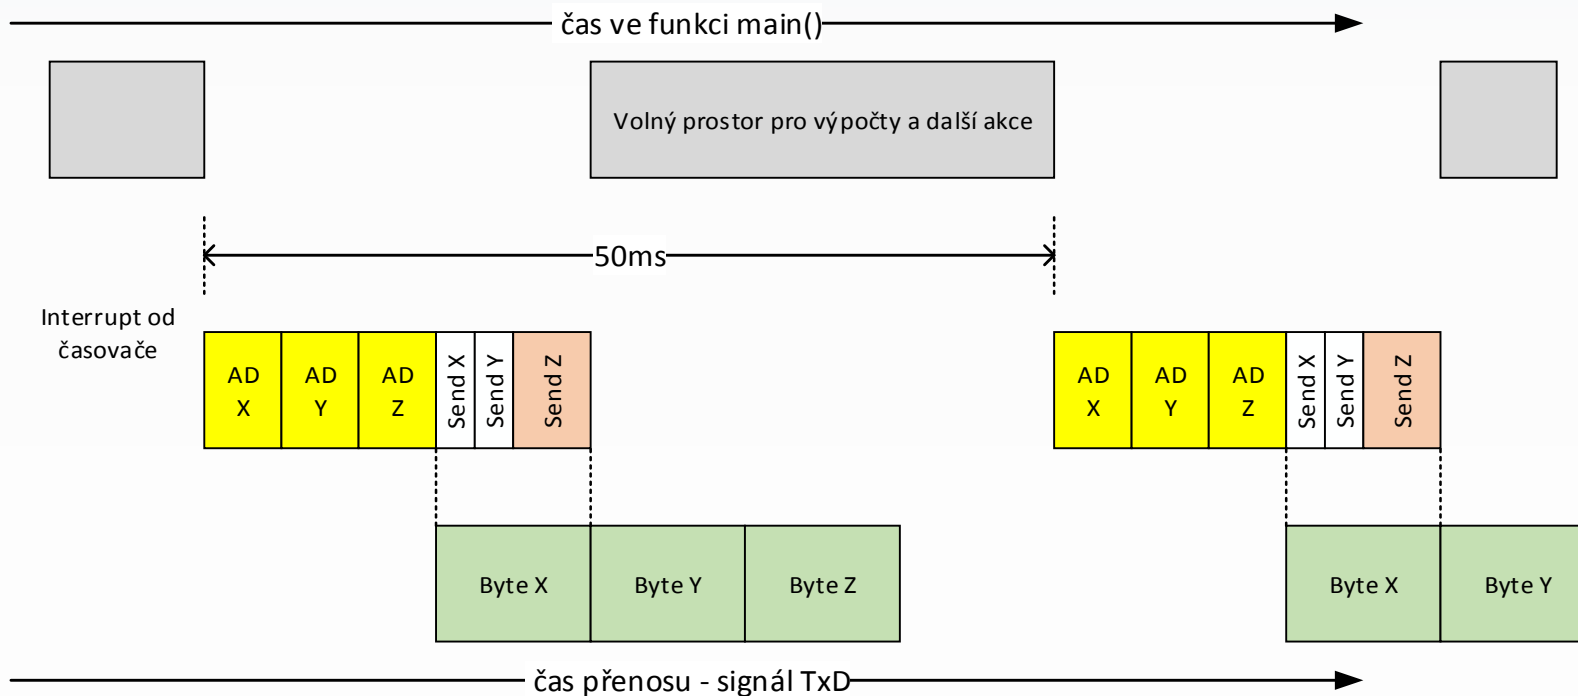 čas ve funkci main()
Volný prostor pro výpočty a další akce
50ms
Interrupt od
časovače
AD
X
AD
Y
AD
Z
Send X
Send Y
Send Z
AD
X
AD
Y
AD
Z
Send X
Send Y
Send Z
Byte X
Byte Y
Byte Z
Byte X
Byte Y
čas přenosu - signál TxD